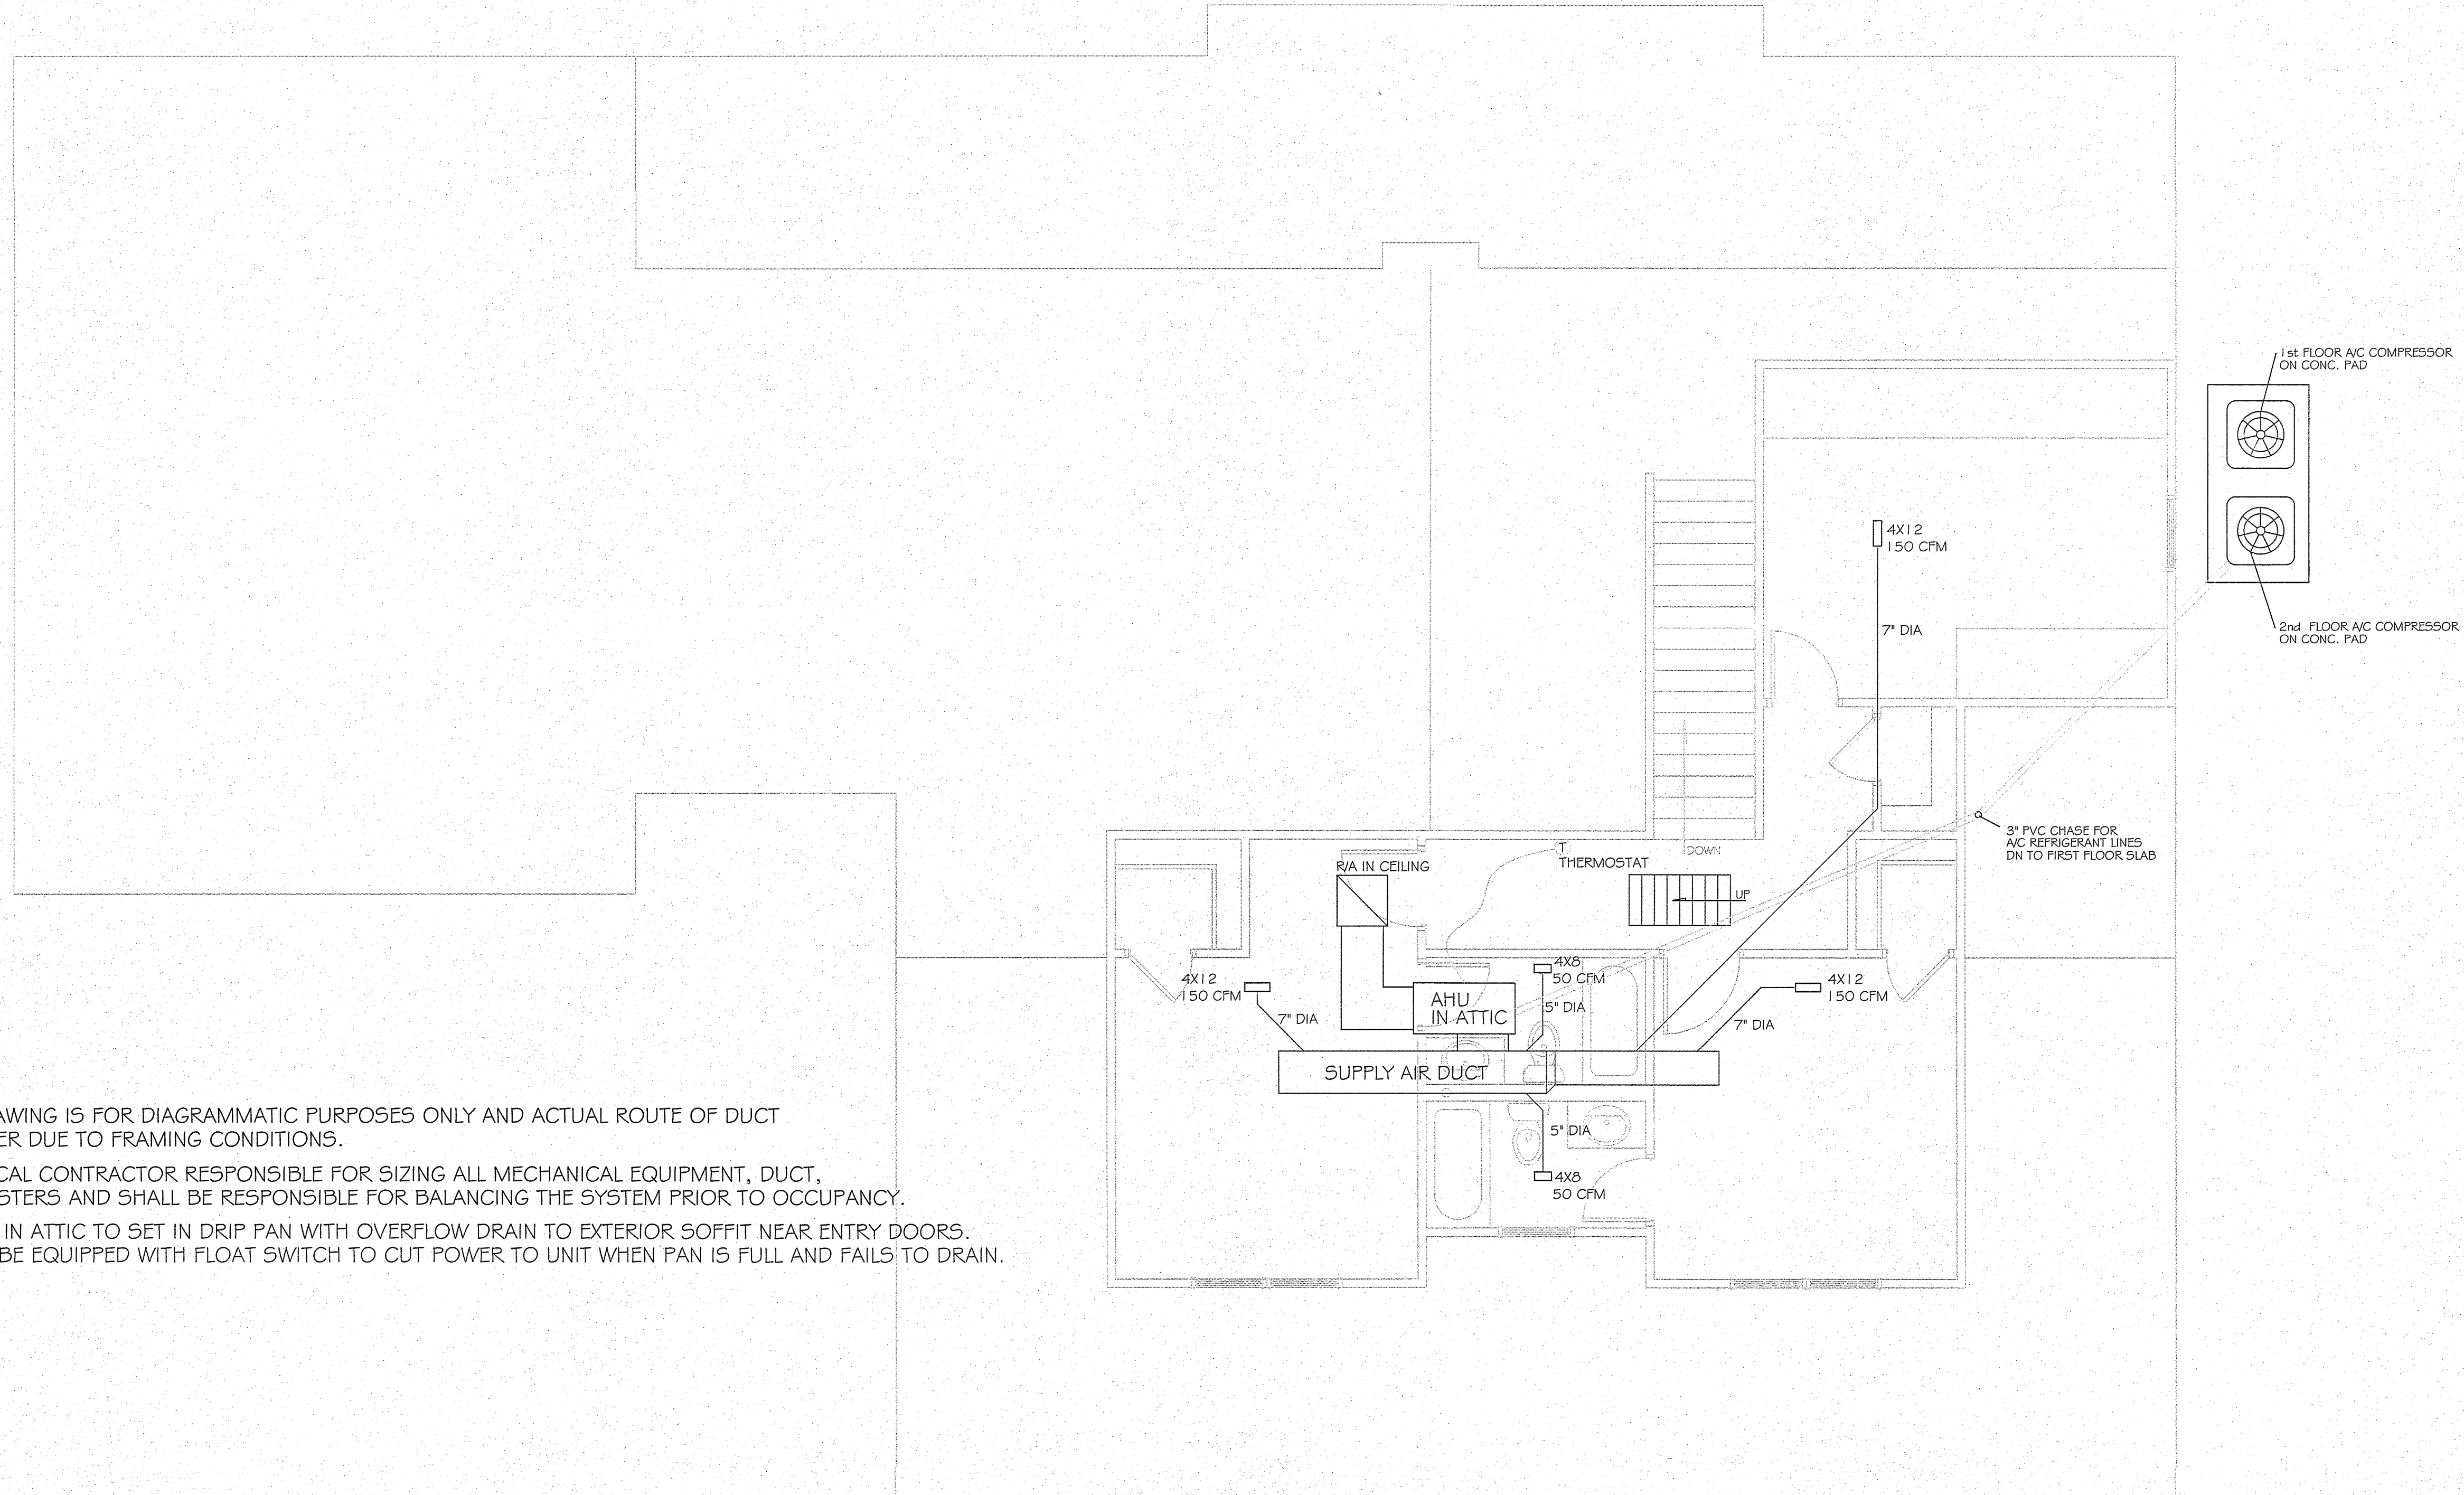 1st FLOOR A/C COMPRESSOR
ON CONC. PAD
4X12
150 CFM
7" DIA
2nd FLOOR A/C COMPRESSOR
ON CONC. PAD
3" PVC CHASE FOR
A/C REFRIGERANT LINES
DN TO FIRST FLOOR SLAB
R/A IN CEILING
T
THERMOSTAT
DOWN
UP
4X12
150 CFM
7" DIA
AHU
IN ATTIC
4X8
50 CFM
5" DIA
4X12
150 CFM
7" DIA
SUPPLY AIR DUCT
5" DIA
4X8
50 CFM
AWING IS FOR DIAGRAMMATIC PURPOSES ONLY AND ACTUAL ROUTE OF DUCT
ER DUE TO FRAMING CONDITIONS.
CAL CONTRACTOR RESPONSIBLE FOR SIZING ALL MECHANICAL EQUIPMENT, DUCT,
STERS AND SHALL BE RESPONSIBLE FOR BALANCING THE SYSTEM PRIOR TO OCCUPANCY.
IN ATTIC TO SET IN DRIP PAN WITH OVERFLOW DRAIN TO EXTERIOR SOFFIT NEAR ENTRY DOORS.
BE EQUIPPED WITH FLOAT SWITCH TO CUT POWER TO UNIT WHEN PAN IS FULL AND FAILS TO DRAIN.